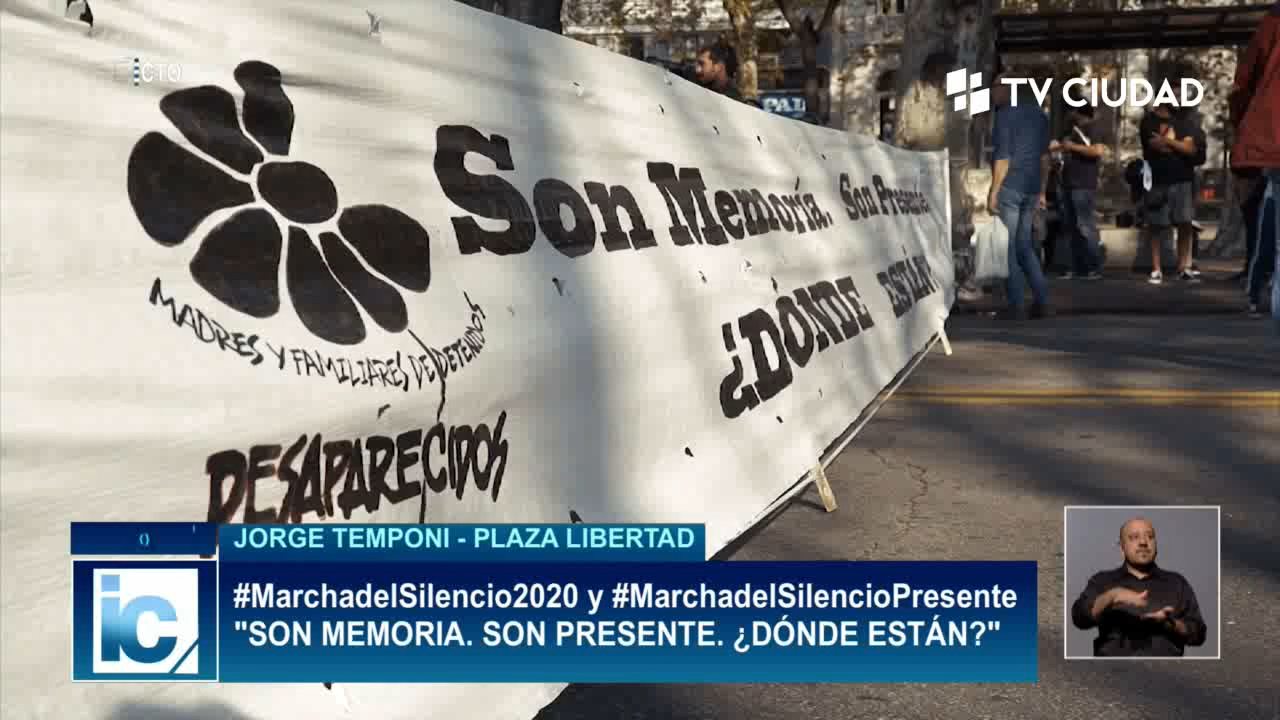 TV CIUDAD
Son Memoria. Son Presente
¿DÓNDE ESTÁN?
MADRES Y FAMILIARES DE DETENIDOS
DESAPARECIDOS
JORGE TEMPONI - PLAZA LIBERTAD
ic
#MarchadelSilencio2020 y #MarchadelSilencioPresente
"SON MEMORIA. SON PRESENTE. ¿DÓNDE ESTÁN?"